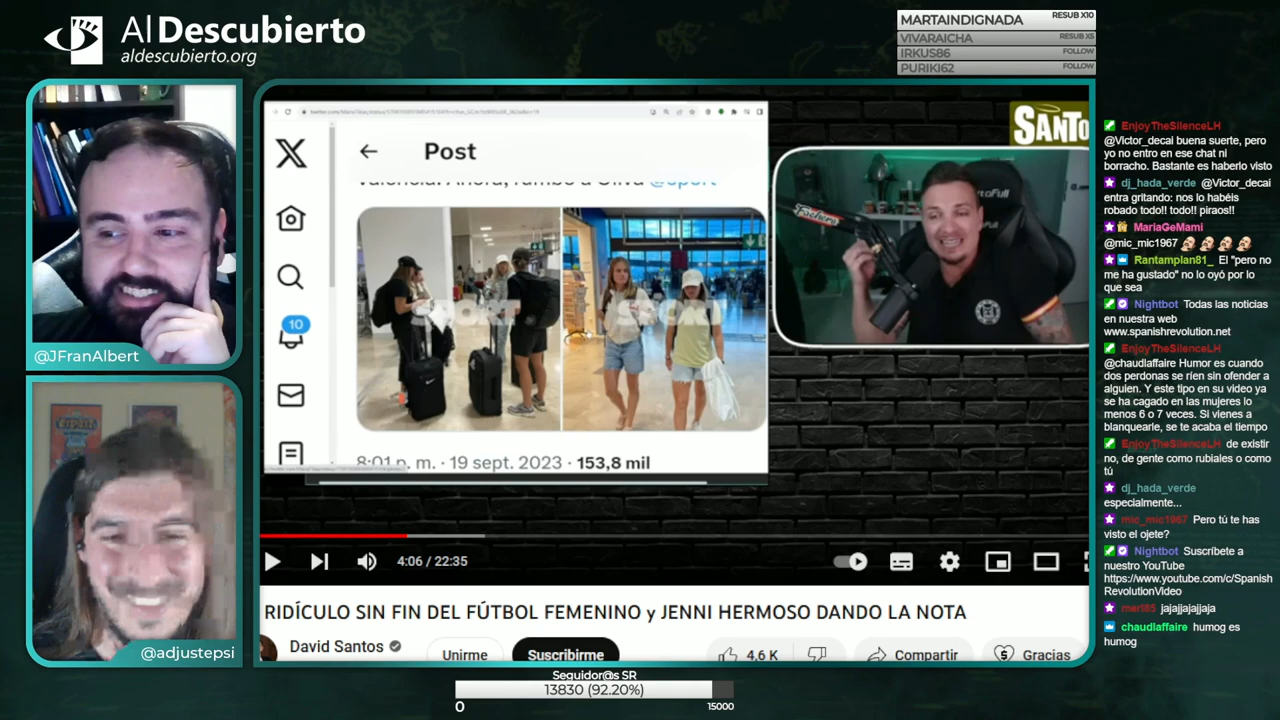 Al Descubierto
aldescubierto.org
MARTAINDIGNADA RESUB X10
VIVARAICHA RESUB X5
IRKUS86 FOLLOW
PURIKI62 FOLLOW
@JFranAlbert
@adjustepsi
Post
@sport
10
SPORT SPORT
8:01 p. m. · 19 sept. 2023 · 153,8 mil
SANTO
4:06 / 22:35
RIDÍCULO SIN FIN DEL FÚTBOL FEMENINO y JENNI HERMOSO DANDO LA NOTA
David Santos
Unirme
Suscribirme
4,6 K
Compartir
Gracias
Seguidor@s SR
13830 (92.20%)
0
15000
EnjoyTheSilenceLH
@Victor_decai buena suerte, pero
yo no entro en ese chat ni
borracho. Bastante es haberlo visto
dj_hada_verde @Victor_decai
entra gritando: nos lo habéis
robado todo!! todo!! piraos!!
MariaGeMami
@mic_mic1967
Rantamplan81_ El "pero no
me ha gustado" no lo oyó por lo
que sea
Nightbot Todas las noticias
en nuestra web
www.spanishrevolution.net
EnjoyTheSilenceLH
@chaudlaffaire Humor es cuando
dos perdonas se ríen sin ofender a
alguien. Y este tipo en su video ya
se ha cagado en las mujeres lo
menos 6 o 7 veces. Si vienes a
blanquearle, se te acaba el tiempo
EnjoyTheSilenceLH de existir
no, de gente como rubiales o como
tú
dj_hada_verde
especialmente...
mic_mic1967 Pero tú te has
visto el ojete?
Nightbot Suscríbete a
nuestro YouTube
https://www.youtube.com/c/Spanish
RevolutionVideo
mer185 jajajjajajjaja
chaudlaffaire humog es
humog